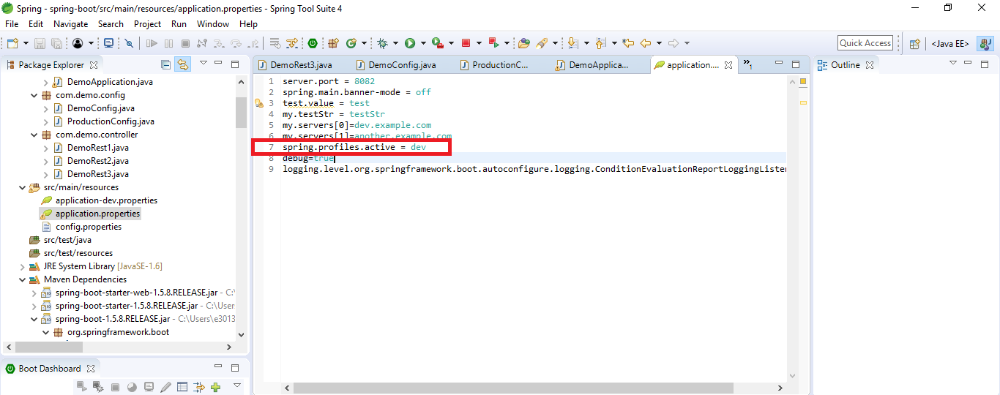 Spring - spring-boot/src/main/resources/application.properties - Spring Tool Suite 4
File Edit Navigate Search Project Run Window Help
Quick Access
<Java EE>
Package Explorer
DemoApplication.java
com.demo.config
DemoConfig.java
ProductionConfig.java
com.demo.controller
DemoRest1.java
DemoRest2.java
DemoRest3.java
src/main/resources
application-dev.properties
application.properties
config.properties
src/test/java
src/test/resources
JRE System Library [JavaSE-1.6]
Maven Dependencies
spring-boot-starter-web-1.5.8.RELEASE.jar - C:\
spring-boot-starter-1.5.8.RELEASE.jar - C:\User
spring-boot-1.5.8.RELEASE.jar - C:\Users\e3013
org.springframework.boot
Boot Dashboard
DemoRest3.java DemoConfig.java ProductionC... DemoApplica... application.... »1
1 server.port = 8082
2 spring.main.banner-mode = off
3 test.value = test
4 my.testStr = testStr
5 my.servers[0]=dev.example.com
6 my.servers[1]=another.example.com
7 spring.profiles.active = dev
8 debug=true
9 logging.level.org.springframework.boot.autoconfigure.logging.ConditionEvaluationReportLoggingListen
Outline